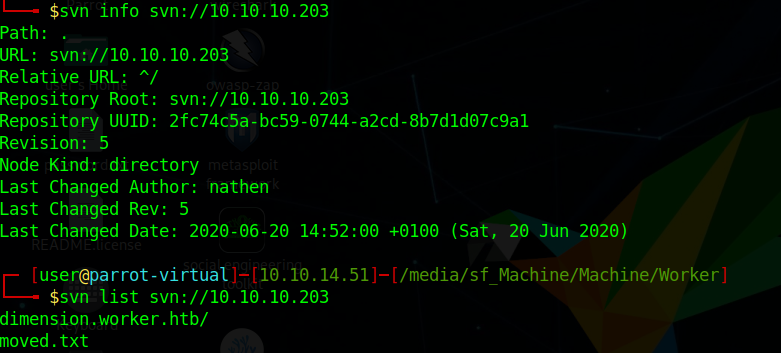 $svn info svn://10.10.10.203
Path: .
URL: svn://10.10.10.203
Relative URL: ^/
Repository Root: svn://10.10.10.203
Repository UUID: 2fc74c5a-bc59-0744-a2cd-8b7d1d07c9a1
Revision: 5
Node Kind: directory
metasploit
Last Changed Author: nathen
Last Changed Rev: 5
Last Changed Date: 2020-06-20 14:52:00 +0100 (Sat, 20 Jun 2020)
README license
[user@parrot-virtual]─[10.10.14.51]─[/media/sf_Machine/Machine/Worker]
$svn list svn://10.10.10.203
dimension.worker.htb/
moved.txt